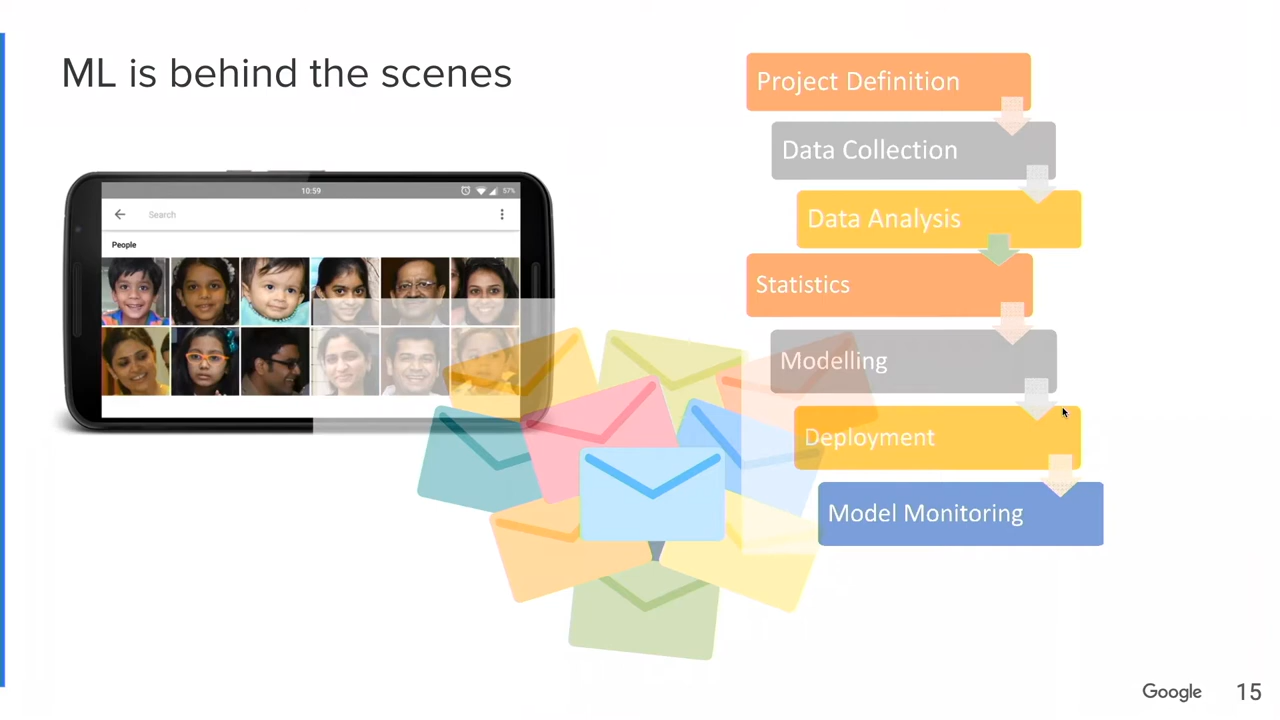 ML is behind the scenes
10:59
57%
Search
People
Project Definition
Data Collection
Data Analysis
Statistics
Modelling
Deployment
Model Monitoring
Google 15